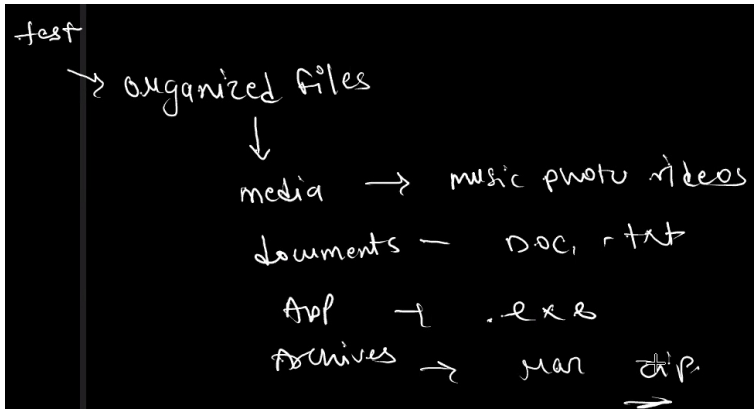 test
→ organized files
↓
media → music photo videos
documents - DOC, .txt
App → .exe
Archives → rar zip